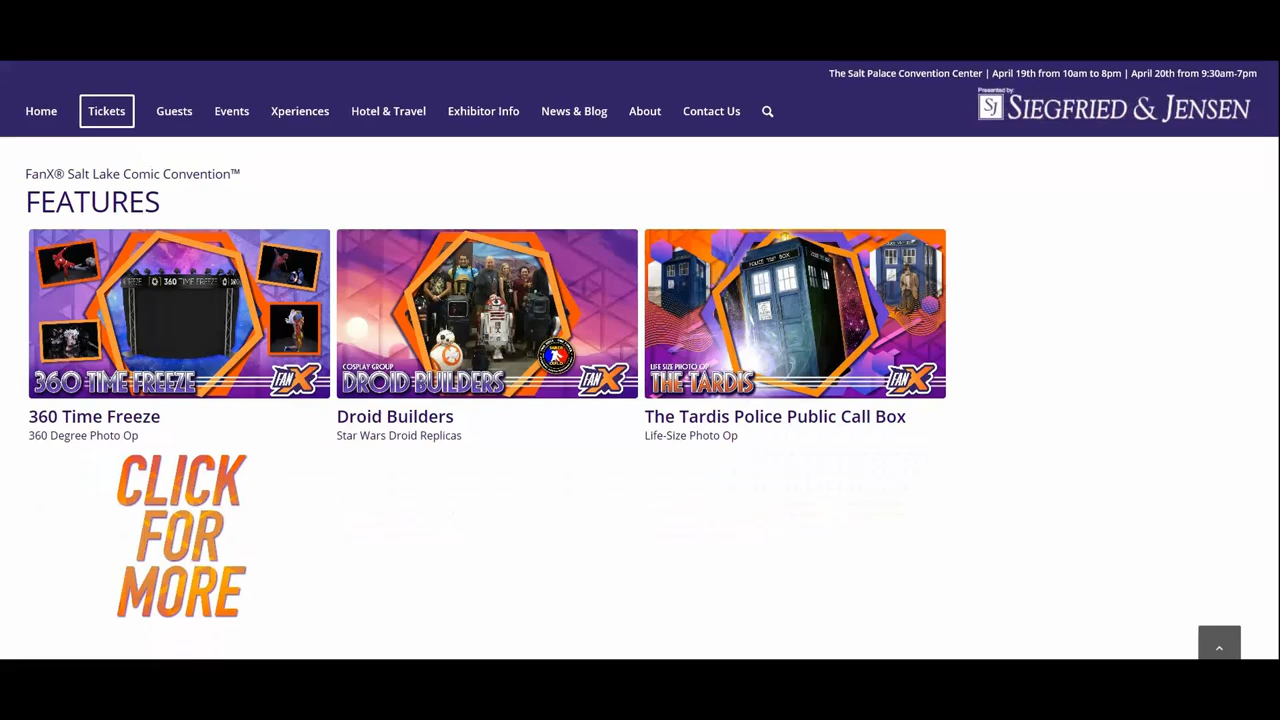 The Salt Palace Convention Center | April 19th from 10am to 8pm | April 20th from 9:30am-7pm
Home Tickets Guests Events Xperiences Hotel & Travel Exhibitor Info News & Blog About Contact Us
Presented by:
SJ SIEGFRIED & JENSEN
FanX® Salt Lake Comic Convention™
FEATURES
360 TIME FREEZE
360 TIME FREEZE
FANX
COSPLAY GROUP
DROID BUILDERS
FANX
POLICE BOX
LIFE SIZE PHOTO OP
THE TARDIS
FANX
360 Time Freeze
360 Degree Photo Op
Droid Builders
Star Wars Droid Replicas
The Tardis Police Public Call Box
Life-Size Photo Op
CLICK
FOR
MORE